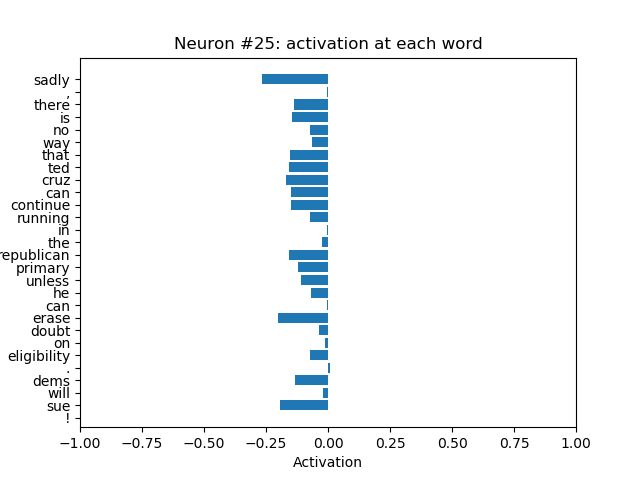 Neuron #25: activation at each word
sadly
,
there
is
no
way
that
ted
cruz
can
continue
running
in
the
republican
primary
unless
he
can
erase
doubt
on
eligibility
.
dems
will
sue
!
−1.00 −0.75 −0.50 −0.25 0.00 0.25 0.50 0.75 1.00
Activation